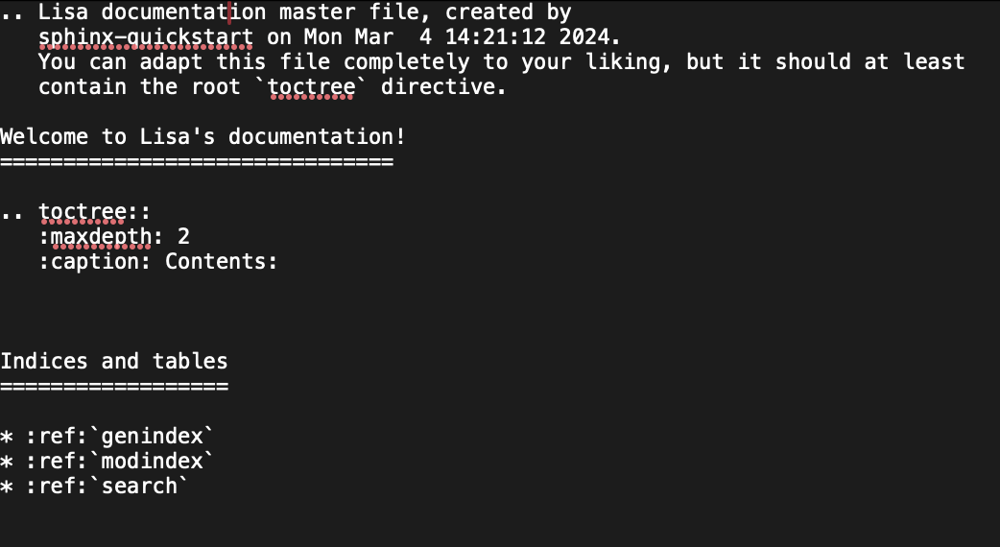 .. Lisa documentation master file, created by
   sphinx-quickstart on Mon Mar  4 14:21:12 2024.
   You can adapt this file completely to your liking, but it should at least
   contain the root `toctree` directive.
Welcome to Lisa's documentation!
===============================
.. toctree::
   :maxdepth: 2
   :caption: Contents:
Indices and tables
==================
* :ref:`genindex`
* :ref:`modindex`
* :ref:`search`